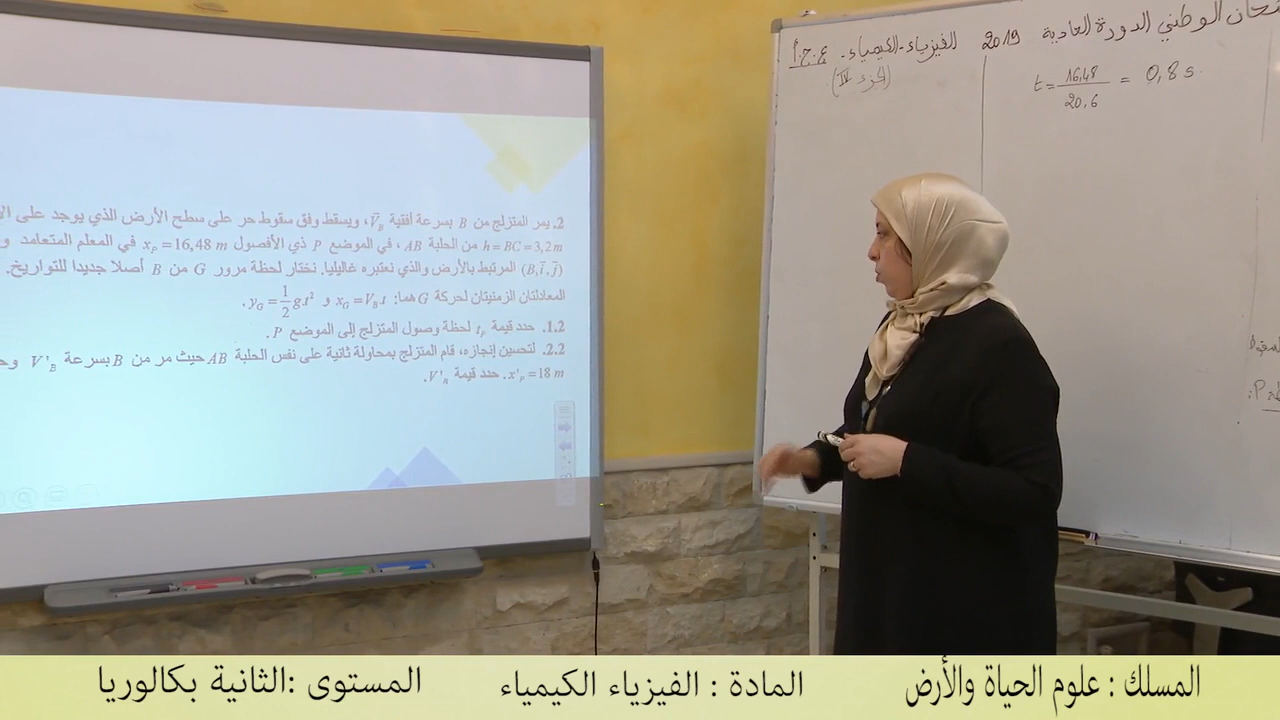 الامتحان الوطني الدورة العادية 2019 الفيزياء-الكيمياء- ع.ح.أ
(الجزء IV)
t = 16,48 / 20,6 = 0,8 s
2. يمر المتزلج من B بسرعة أفقية V⃗_B، ويسقط وفق سقوط حر على سطح الأرض الذي يوجد على
h = BC = 3,2 m من الحلبة AB، في الموضع P ذي الأفصول x_P = 16,48 m في المعلم المتعامد و
(B, i⃗, j⃗) المرتبط بالأرض والذي نعتبره غاليليا. نختار لحظة مرور G من B أصلا جديدا للتواريخ.
المعادلتان الزمنيتان لحركة G هما: x_G = V_B.t و y_G = 1/2 g.t².
1.2. حدد قيمة t_P لحظة وصول المتزلج إلى الموضع P.
2.2. لتحسين إنجازه، قام المتزلج بمحاولة ثانية على نفس الحلبة AB حيث مر من B بسرعة V'_B
x'_P = 18 m. حدد قيمة V'_B.
المسلك : علوم الحياة والأرض
المادة : الفيزياء الكيمياء
المستوى :الثانية بكالوريا